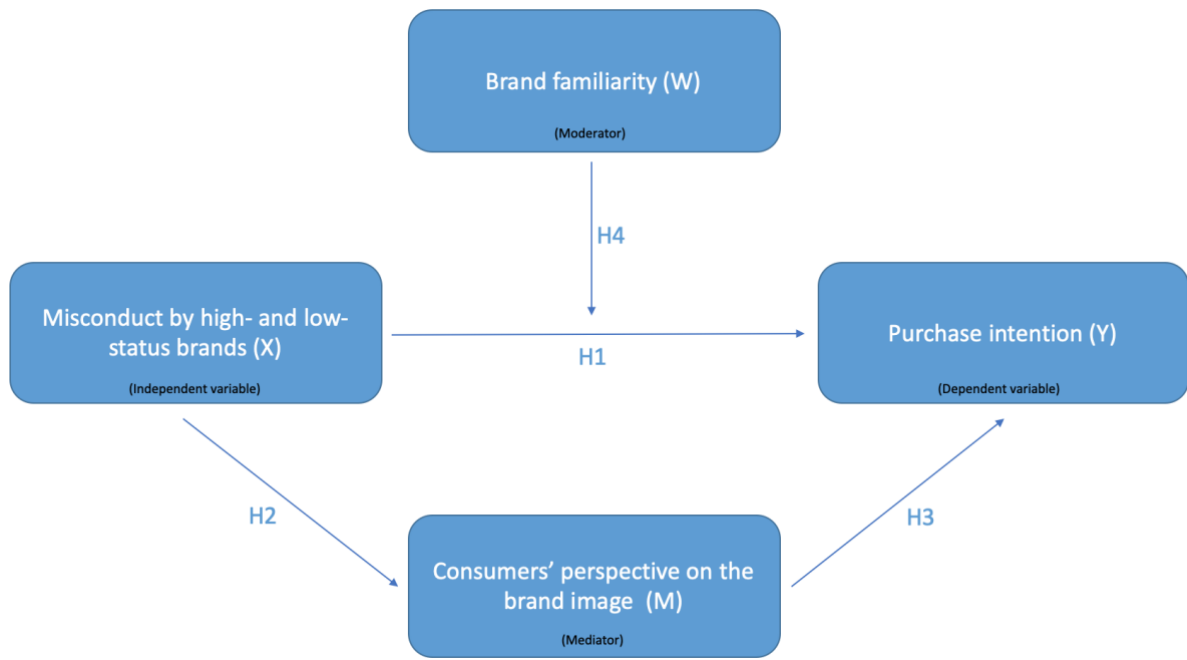 Brand familiarity (W)
(Moderator)
H4
Misconduct by high- and low-
status brands (X)
(Independent variable)
H1
Purchase intention (Y)
(Dependent variable)
H2
H3
Consumers’ perspective on the
brand image  (M)
(Mediator)